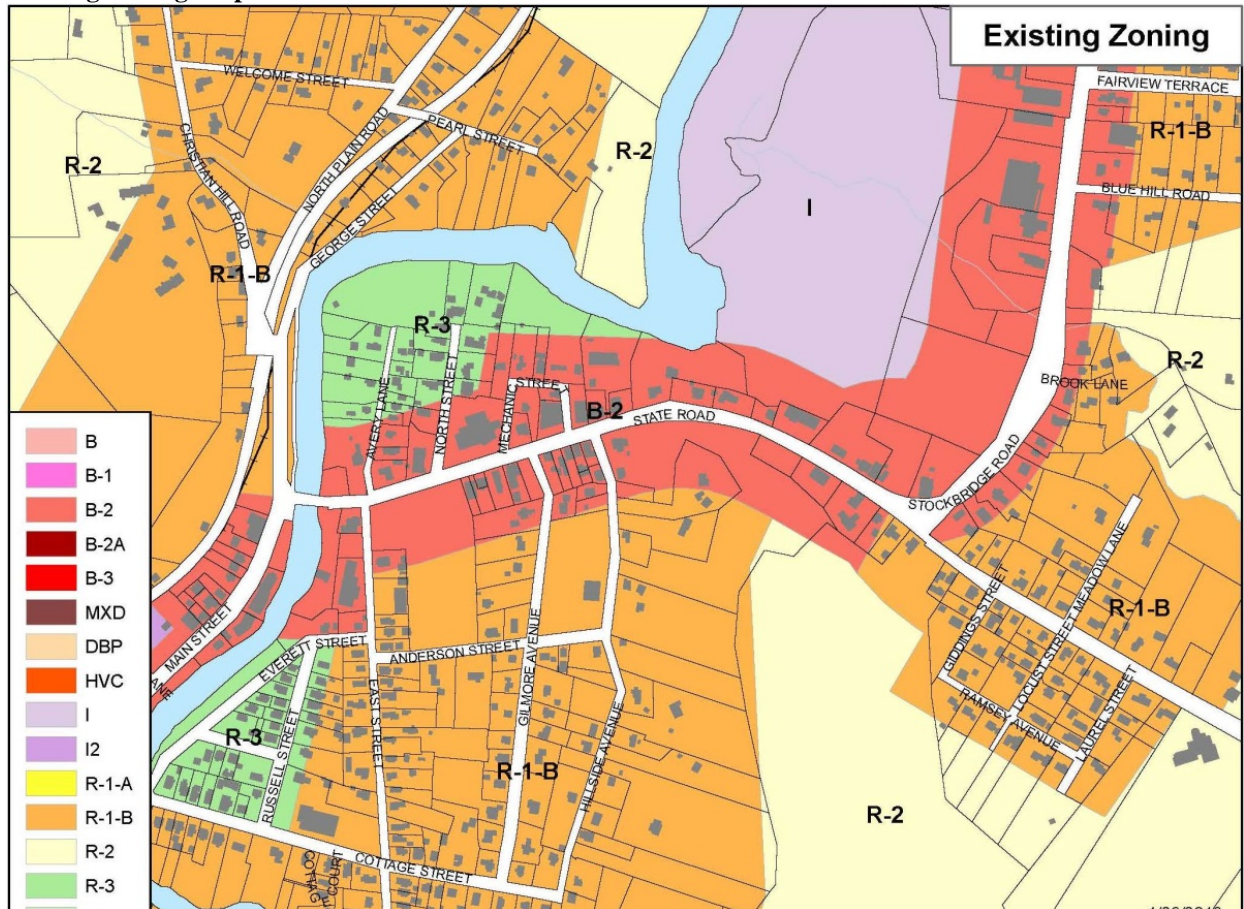 Existing Zoning
WELCOME STREET
FAIRVIEW TERRACE
NORTH PLAIN ROAD
PEARL STREET
R-1-B
CHRISTIAN HILL ROAD
R-2
R-2
BLUE HILL ROAD
GEORGE STREET
I
R-1-B
R-3
R-2
BROOK LANE
AVERY LANE
NORTH STREET
MECHANIC STREET
B-2
STATE ROAD
STOCKBRIDGE ROAD
B
B-1
B-2
B-2A
B-3
MXD
DBP
HVC
I
I2
R-1-A
R-1-B
R-2
R-3
MAIN STREET
EVERETT STREET
ANDERSON STREET
GILMORE AVENUE
EAST STREET
HILLSIDE AVENUE
GIDDINGS STREET
LOCUST STREET MEADOW LANE
R-1-B
RAMSEY AVENUE
LAUREL STREET
ANE
R-3
RUSSELL STREET
R-1-B
R-2
COTTAGE STREET
COTTAG
E COURT